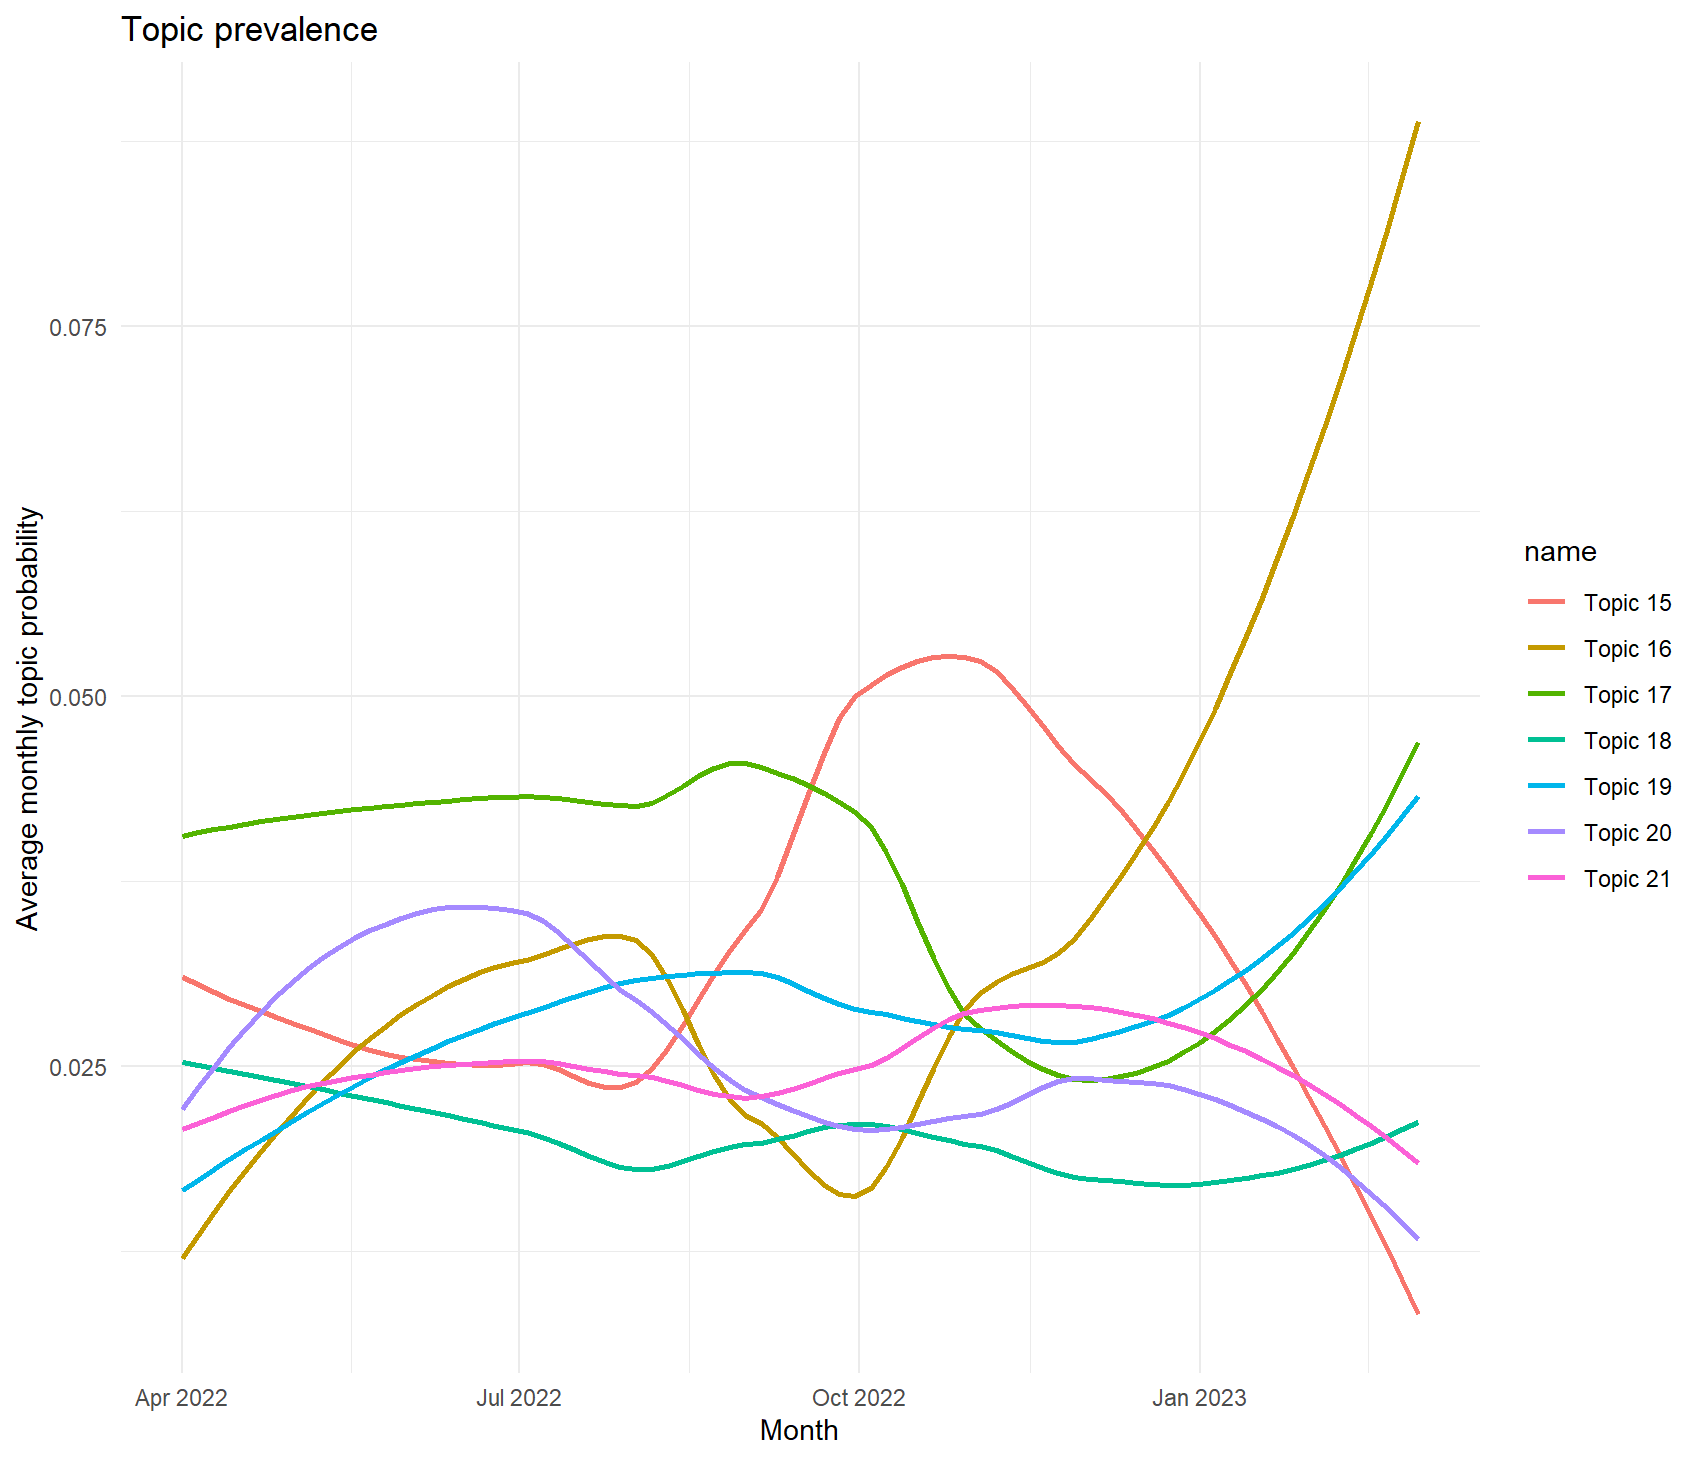 Topic prevalence
Average monthly topic probability
0.075
0.050
0.025
Apr 2022
Jul 2022
Oct 2022
Jan 2023
Month
name
Topic 15
Topic 16
Topic 17
Topic 18
Topic 19
Topic 20
Topic 21